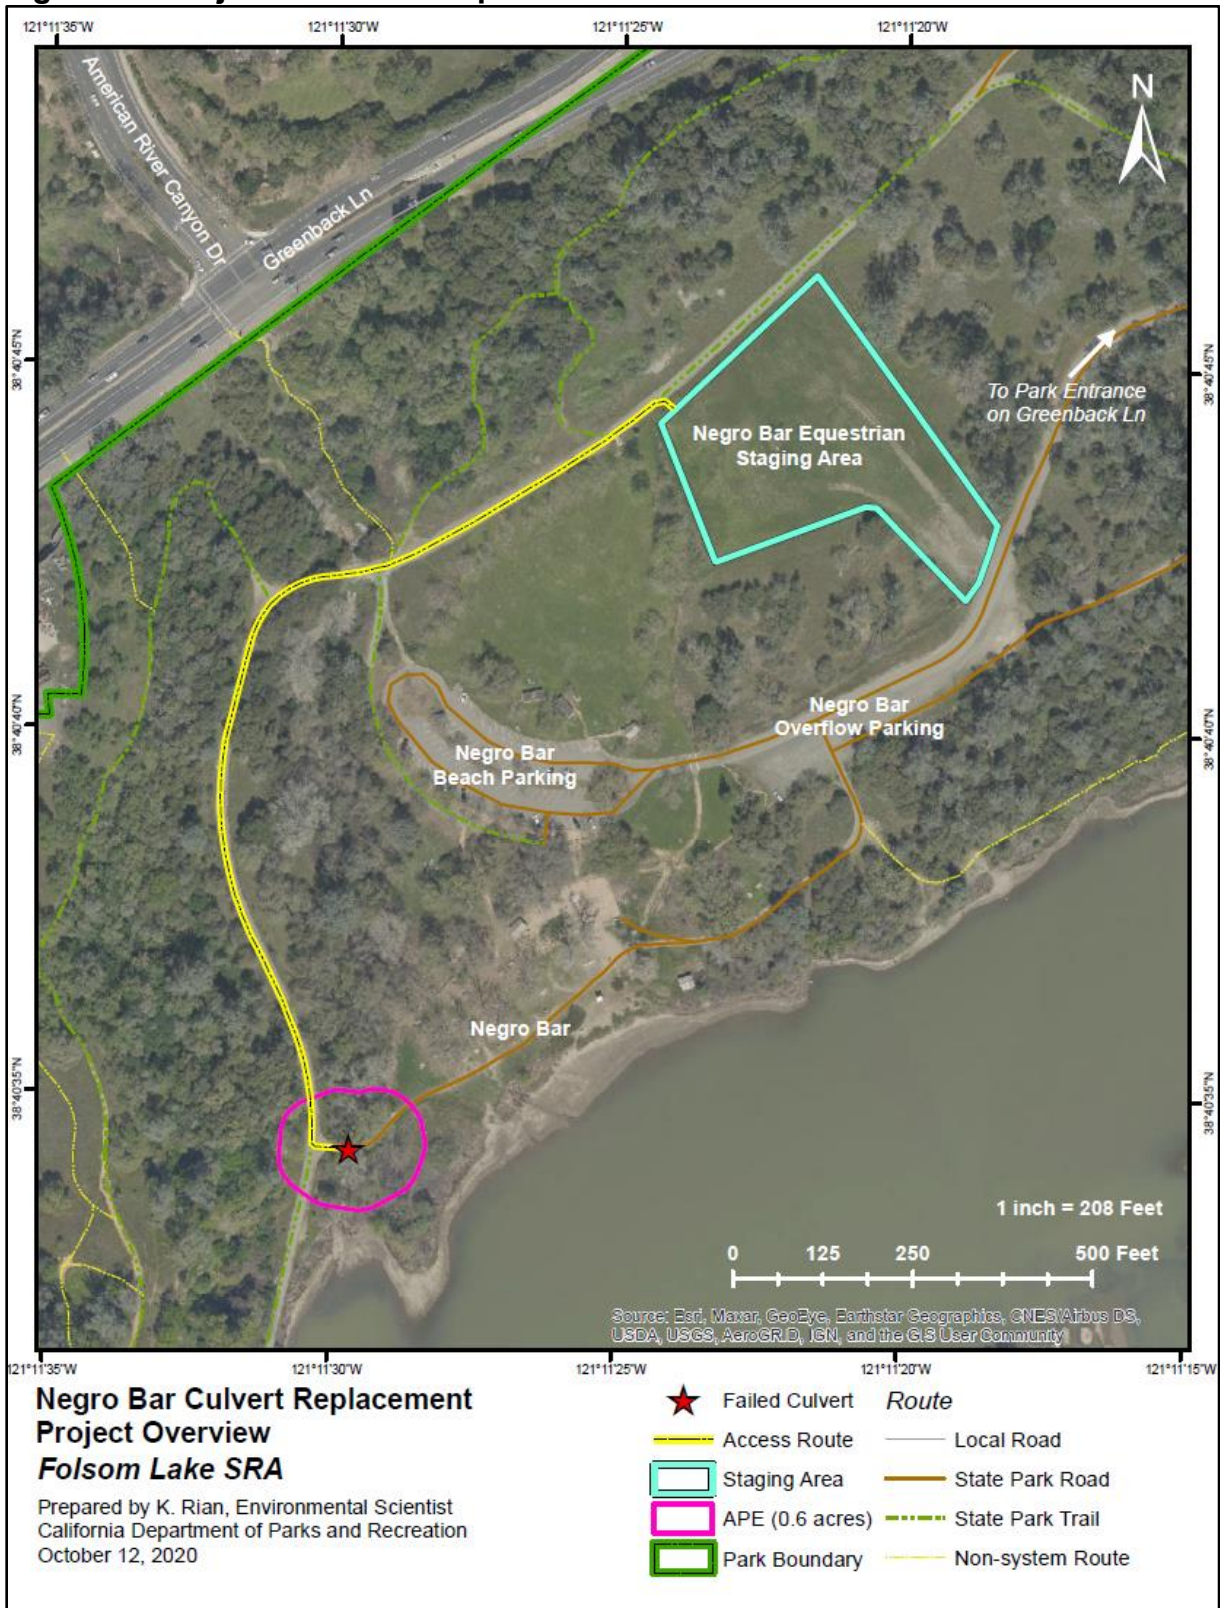 121°11'35"W 121°11'30"W 121°11'25"W 121°11'20"W
American River Canyon Dr
Greenback Ln
N
38°40'45"N
38°40'45"N
To Park Entrance
on Greenback Ln
Negro Bar Equestrian
Staging Area
38°40'40"N
38°40'40"N
Negro Bar
Overflow Parking
Negro Bar
Beach Parking
Negro Bar
38°40'35"N
38°40'35"N
1 inch = 208 Feet
0 125 250 500 Feet
Source: Esri, Maxar, GeoEye, Earthstar Geographics, CNES/Airbus DS,
USDA, USGS, AeroGRID, IGN, and the GIS User Community
121°11'35"W 121°11'30"W 121°11'25"W 121°11'20"W 121°11'15"W
Negro Bar Culvert Replacement
Project Overview
Folsom Lake SRA
Prepared by K. Rian, Environmental Scientist
California Department of Parks and Recreation
October 12, 2020
Failed Culvert
Access Route
Staging Area
APE (0.6 acres)
Park Boundary
Route
Local Road
State Park Road
State Park Trail
Non-system Route